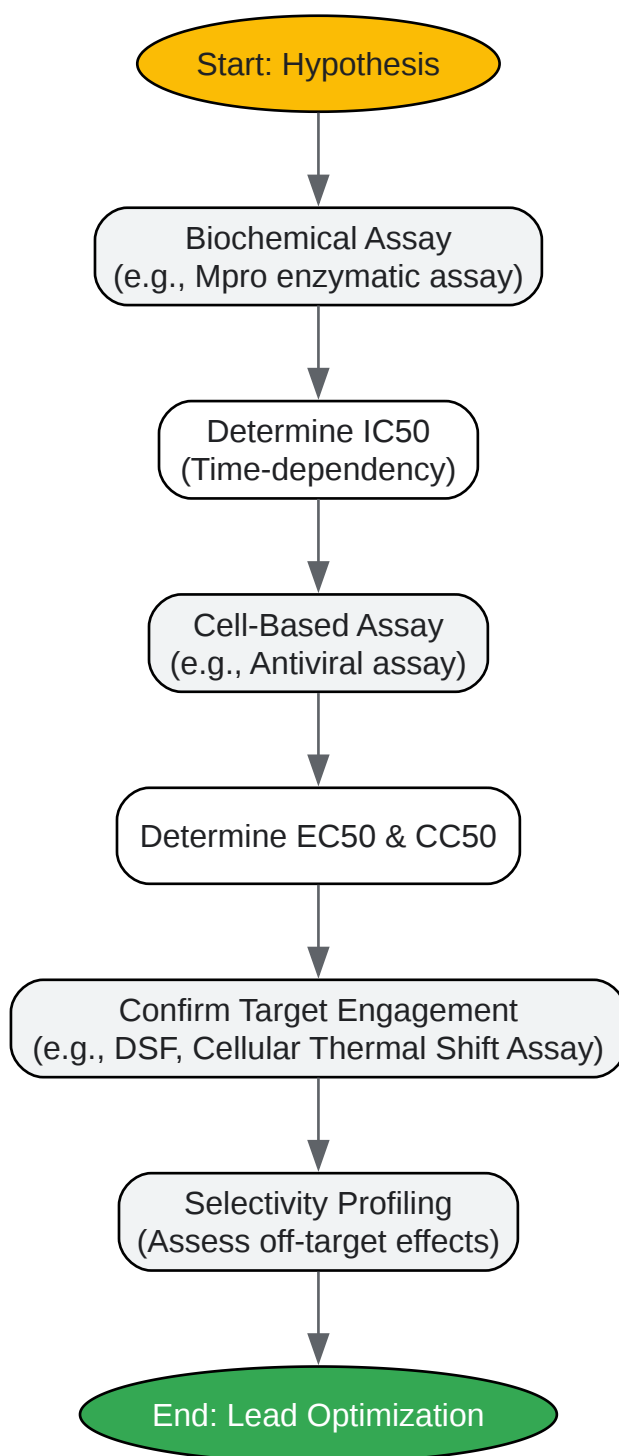 Start: Hypothesis
Biochemical Assay
(e.g., Mpro enzymatic assay)
Determine IC50
(Time-dependency)
Cell-Based Assay
(e.g., Antiviral assay)
Determine EC50 & CC50
Confirm Target Engagement
(e.g., DSF, Cellular Thermal Shift Assay)
Selectivity Profiling
(Assess off-target effects)
End: Lead Optimization